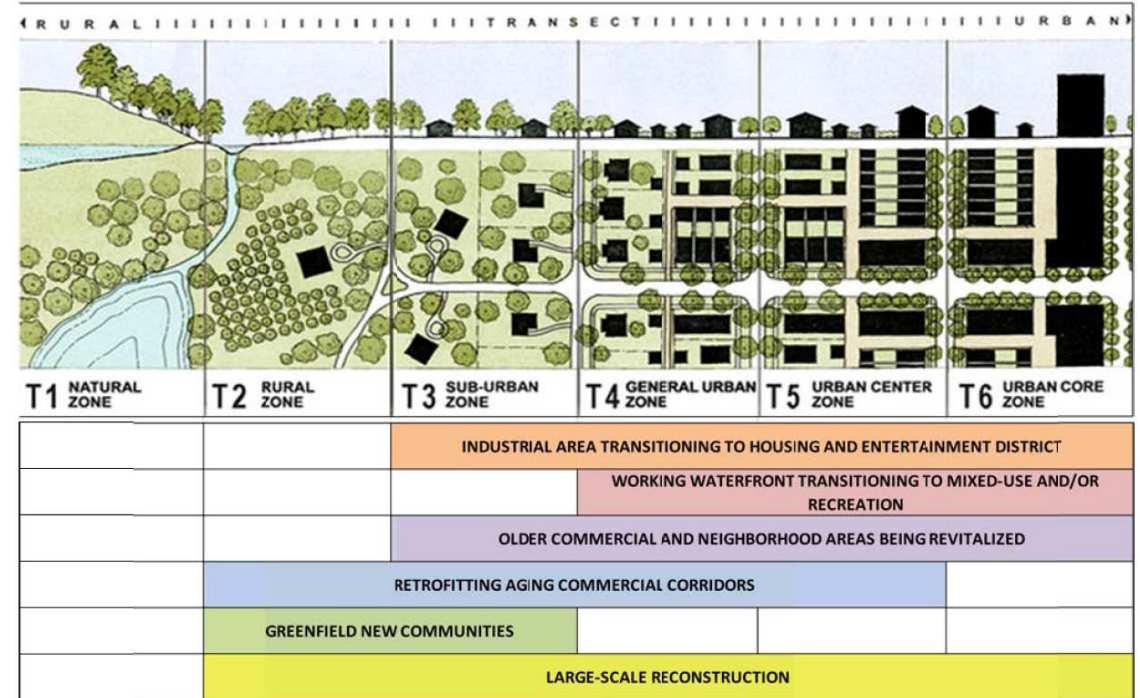 RURAL TRANSECT URBAN
T1 NATURAL ZONE
T2 RURAL ZONE
T3 SUB-URBAN ZONE
T4 GENERAL URBAN ZONE
T5 URBAN CENTER ZONE
T6 URBAN CORE ZONE
INDUSTRIAL AREA TRANSITIONING TO HOUSING AND ENTERTAINMENT DISTRICT
WORKING WATERFRONT TRANSITIONING TO MIXED-USE AND/OR
RECREATION
OLDER COMMERCIAL AND NEIGHBORHOOD AREAS BEING REVITALIZED
RETROFITTING AGING COMMERCIAL CORRIDORS
GREENFIELD NEW COMMUNITIES
LARGE-SCALE RECONSTRUCTION